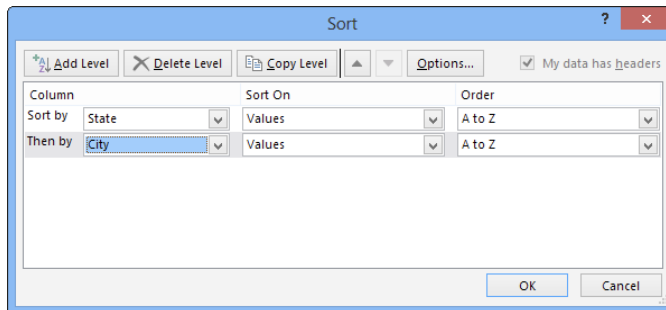 Sort
Add Level Delete Level Copy Level Options... My data has headers
Column Sort On Order
Sort by State Values A to Z
Then by City Values A to Z
OK Cancel